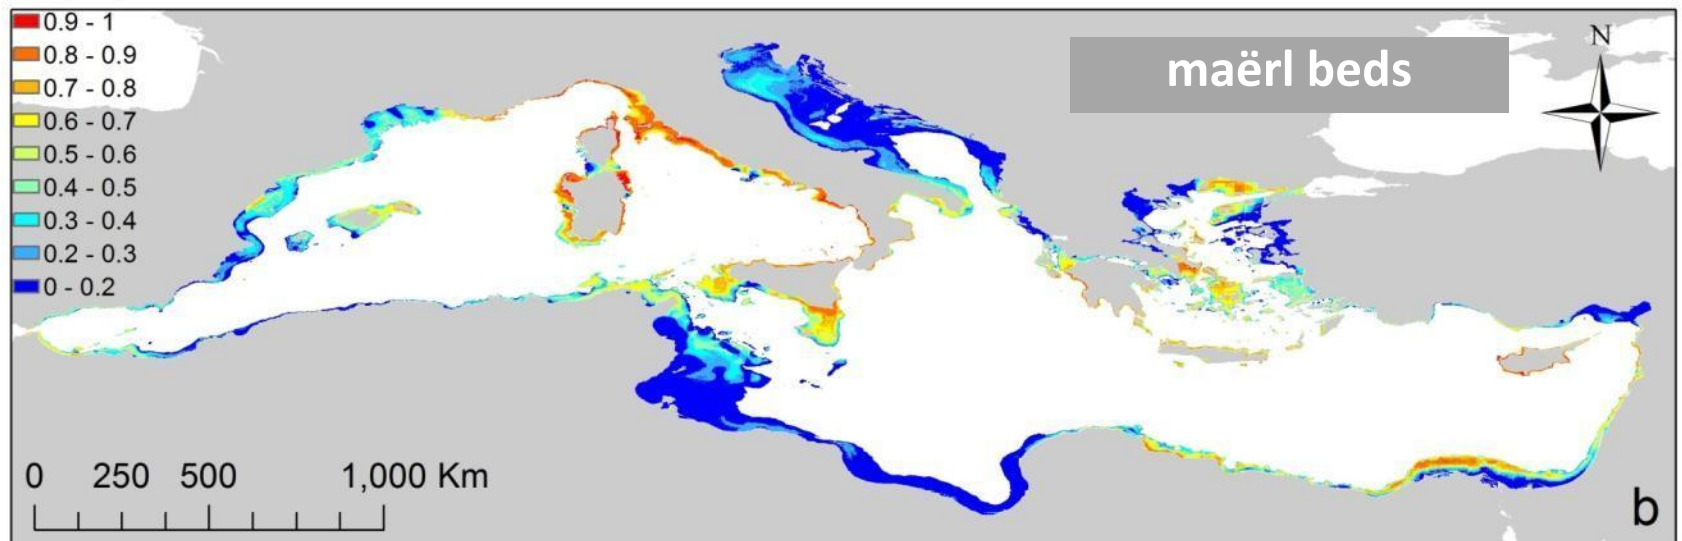 0.9 - 1
0.8 - 0.9
0.7 - 0.8
0.6 - 0.7
0.5 - 0.6
0.4 - 0.5
0.3 - 0.4
0.2 - 0.3
0 - 0.2
maërl beds
N
0 250 500 1,000 Km
b